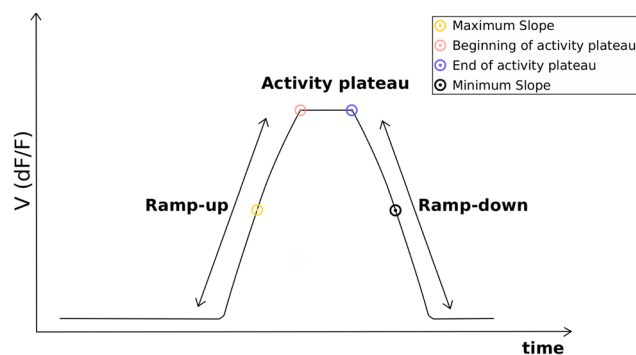 Maximum Slope
Beginning of activity plateau
End of activity plateau
Minimum Slope
Activity plateau
V (dF/F)
Ramp-up
Ramp-down
time